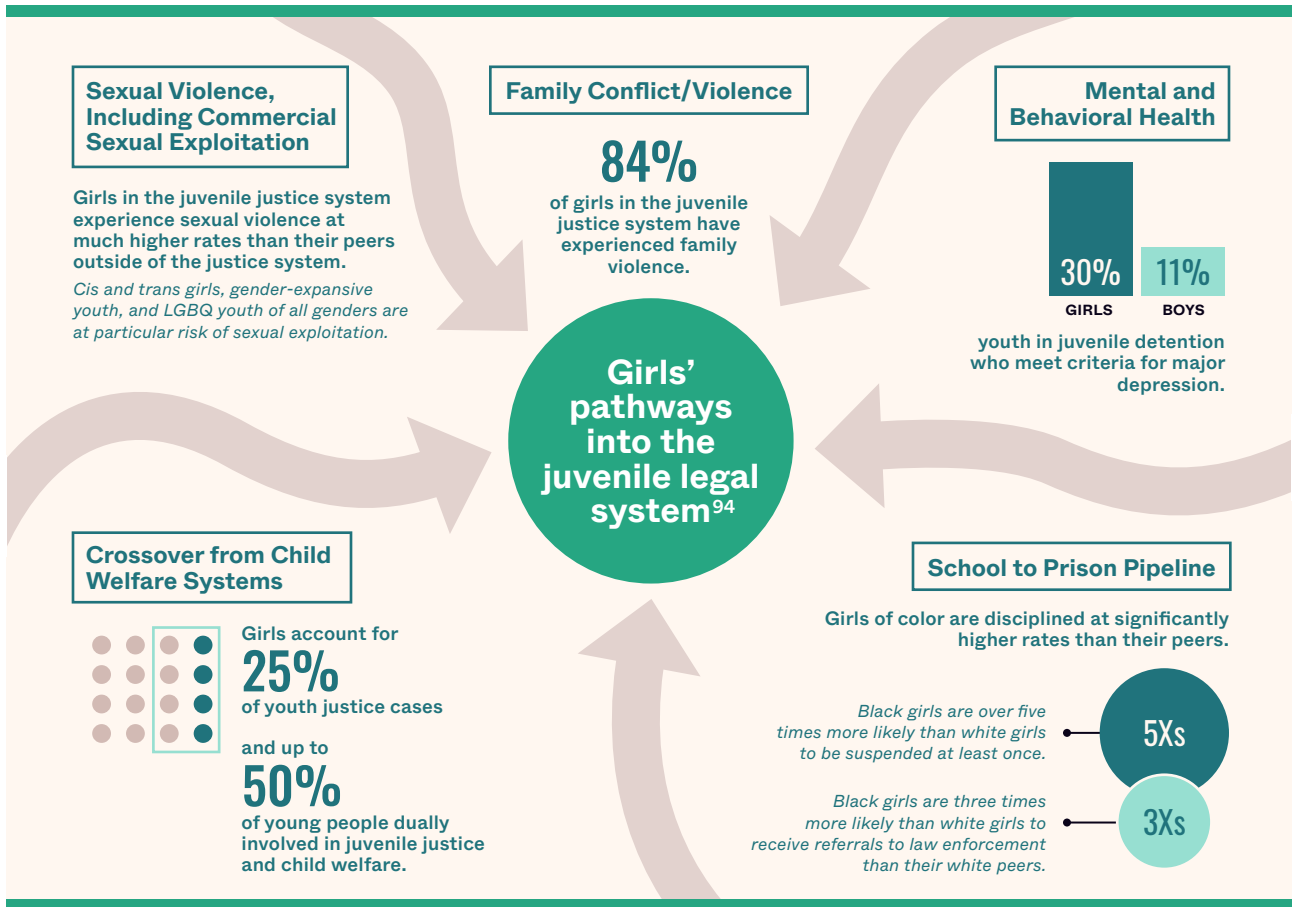 Sexual Violence,
Including Commercial
Sexual Exploitation
Girls in the juvenile justice system
experience sexual violence at
much higher rates than their peers
outside of the justice system.
Cis and trans girls, gender-expansive
youth, and LGBQ youth of all genders are
at particular risk of sexual exploitation.
Family Conflict/Violence
84%
of girls in the juvenile
justice system have
experienced family
violence.
Mental and
Behavioral Health
30%
11%
GIRLS
BOYS
youth in juvenile detention
who meet criteria for major
depression.
Girls’
pathways
into the
juvenile legal
system94
Crossover from Child
Welfare Systems
Girls account for
25%
of youth justice cases
and up to
50%
of young people dually
involved in juvenile justice
and child welfare.
School to Prison Pipeline
Girls of color are disciplined at significantly
higher rates than their peers.
Black girls are over five
times more likely than white girls
to be suspended at least once.
5Xs
Black girls are three times
more likely than white girls to
receive referrals to law enforcement
than their white peers.
3Xs